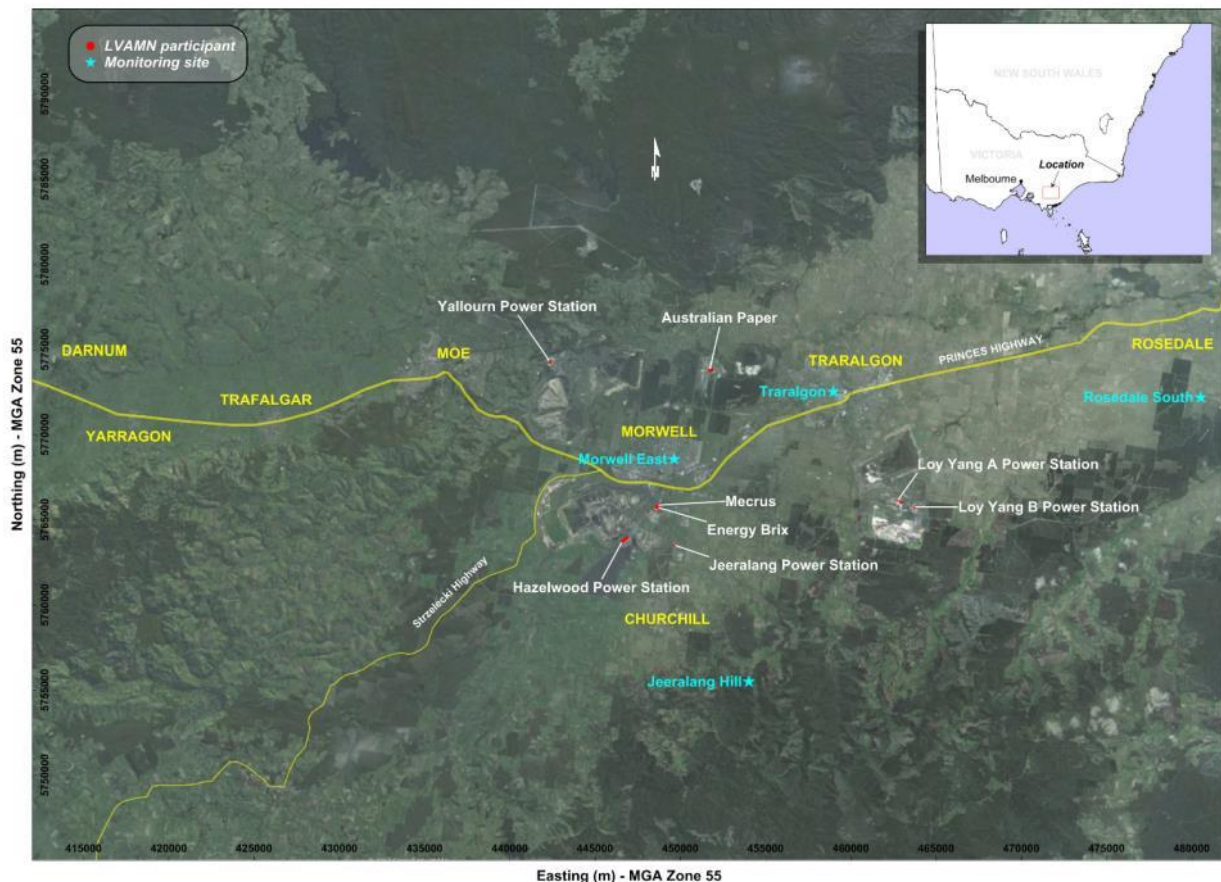 LVAMN participant
Monitoring site
NEW SOUTH WALES
VICTORIA
Location
Melbourne
N
Yallourn Power Station
Australian Paper
DARNUM
MOE
TRARALGON
PRINCES HIGHWAY
ROSEDALE
TRAFALGAR
Traralgon
Rosedale South
YARRAGON
MORWELL
Morwell East
Loy Yang A Power Station
Mecrus
Loy Yang B Power Station
Energy Brix
Jeeralang Power Station
Hazelwood Power Station
Strzelecki Highway
CHURCHILL
Jeeralang Hill
5790000
5785000
5780000
5775000
5770000
5765000
5760000
5755000
5750000
Northing (m) - MGA Zone 55
415000 420000 425000 430000 435000 440000 445000 450000 455000 460000 465000 470000 475000 480000
Easting (m) - MGA Zone 55